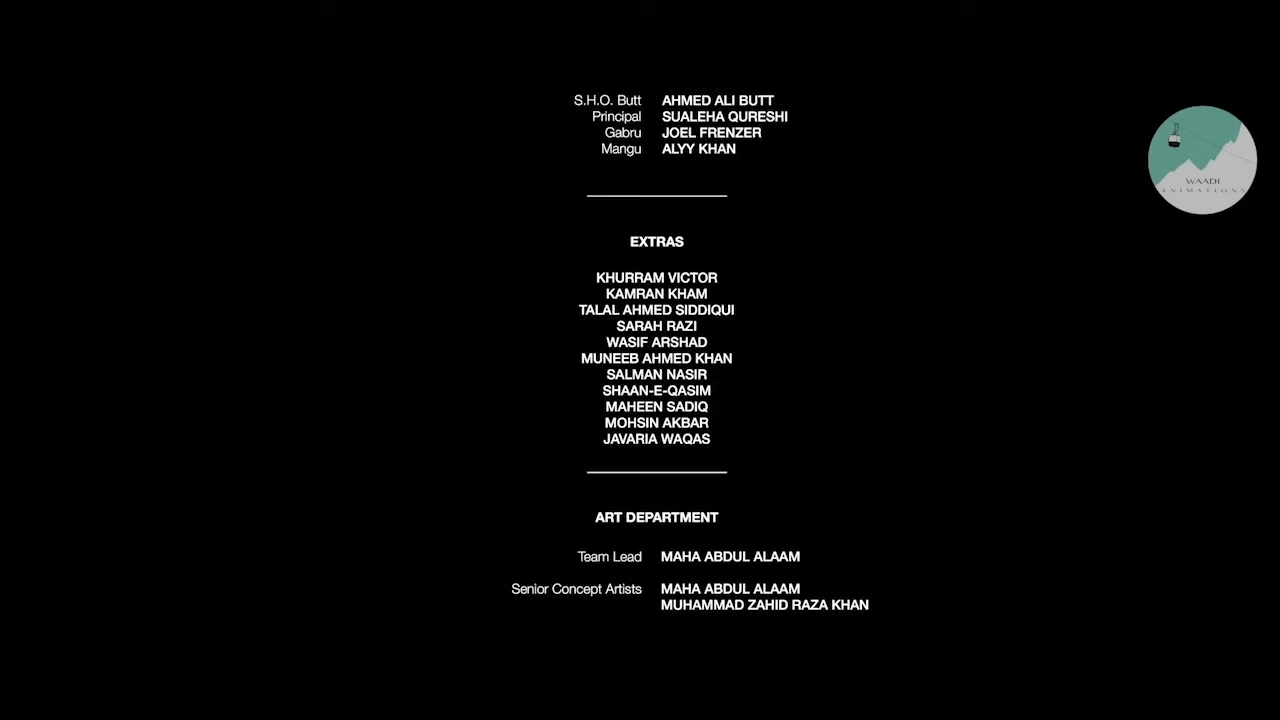 S.H.O. Butt AHMED ALI BUTT
Principal SUALEHA QURESHI
Gabru JOEL FRENZER
Mangu ALYY KHAN
WAADI
ANIMATIONS
EXTRAS
KHURRAM VICTOR
KAMRAN KHAM
TALAL AHMED SIDDIQUI
SARAH RAZI
WASIF ARSHAD
MUNEEB AHMED KHAN
SALMAN NASIR
SHAAN-E-QASIM
MAHEEN SADIQ
MOHSIN AKBAR
JAVARIA WAQAS
ART DEPARTMENT
Team Lead MAHA ABDUL ALAAM
Senior Concept Artists MAHA ABDUL ALAAM
MUHAMMAD ZAHID RAZA KHAN